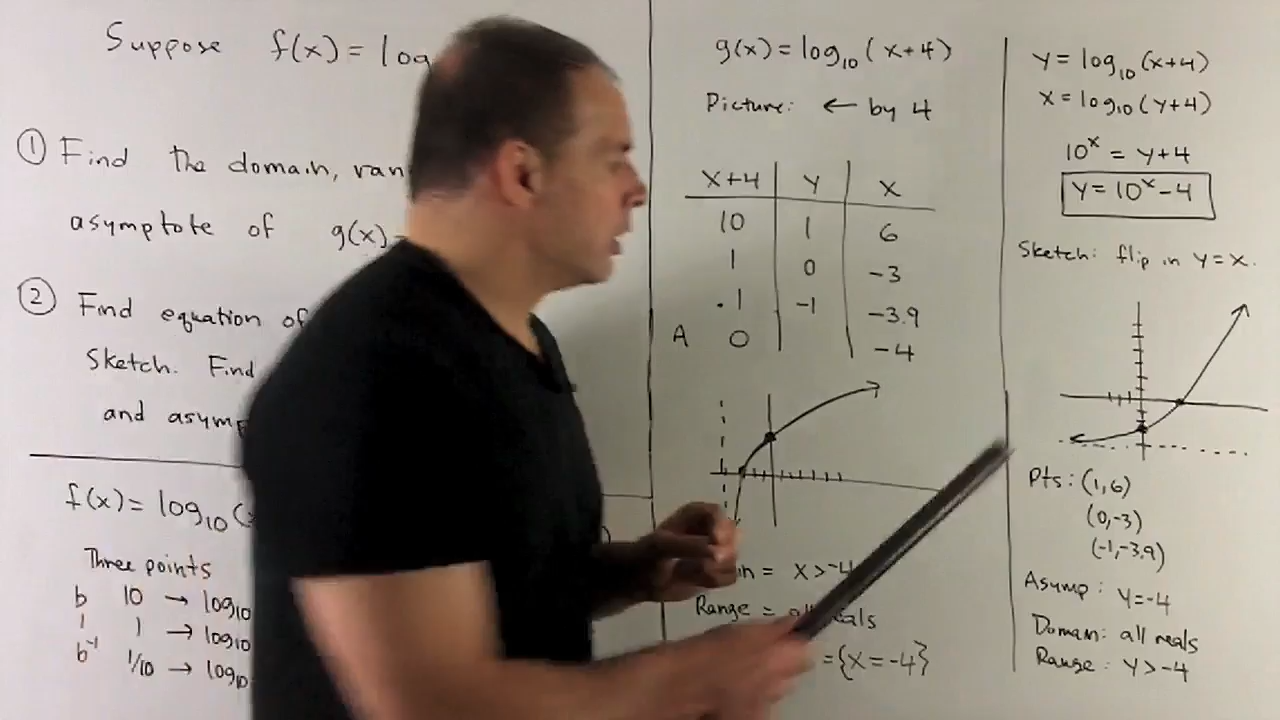 Suppose f(x) = log
① Find the domain, ran
asymptote of g(x)
② Find equation of
Sketch. Find
and asymp
f(x) = log₁₀(
Three points
b 10 → log₁₀
1 1 → log₁₀
b⁻¹ 1/10 → log₁₀
g(x) = log₁₀(x+4)
Picture: ← by 4
x+4 y x
10 1 6
1 0 -3
.1 -1 -3.9
A 0 -4
n = x>-4
Range = all reals
={x=-4}
y = log₁₀(x+4)
x = log₁₀(y+4)
10ˣ = y+4
y = 10ˣ-4
Sketch: flip in y=x.
Pts: (1,6)
(0,-3)
(-1,-3.9)
Asymp: y=-4
Domain: all reals
Range: y>-4